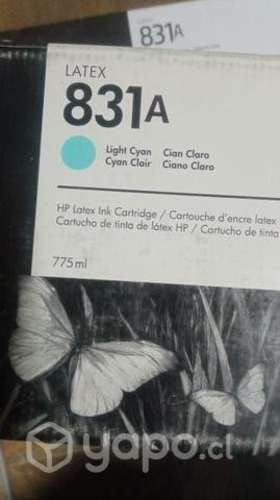 LATEX
831A
LATEX
831A
Light Cyan Cian Claro
Cyan Clair Ciano Claro
HP Latex Ink Cartridge / Cartouche d'encre latex
Cartucho de tinta de látex HP / Cartucho de tinta
775ml
yapo.cl